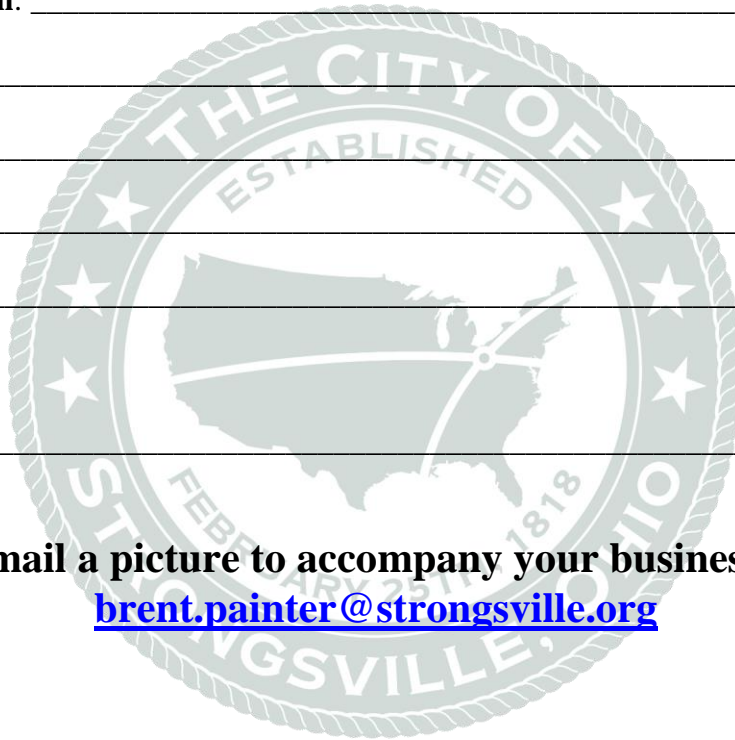 THE CITY OF
ESTABLISHED
FEBRUARY 25TH, 1818
STRONGSVILLE, OHIO
mail a picture to accompany your busines
brent.painter@strongsville.org